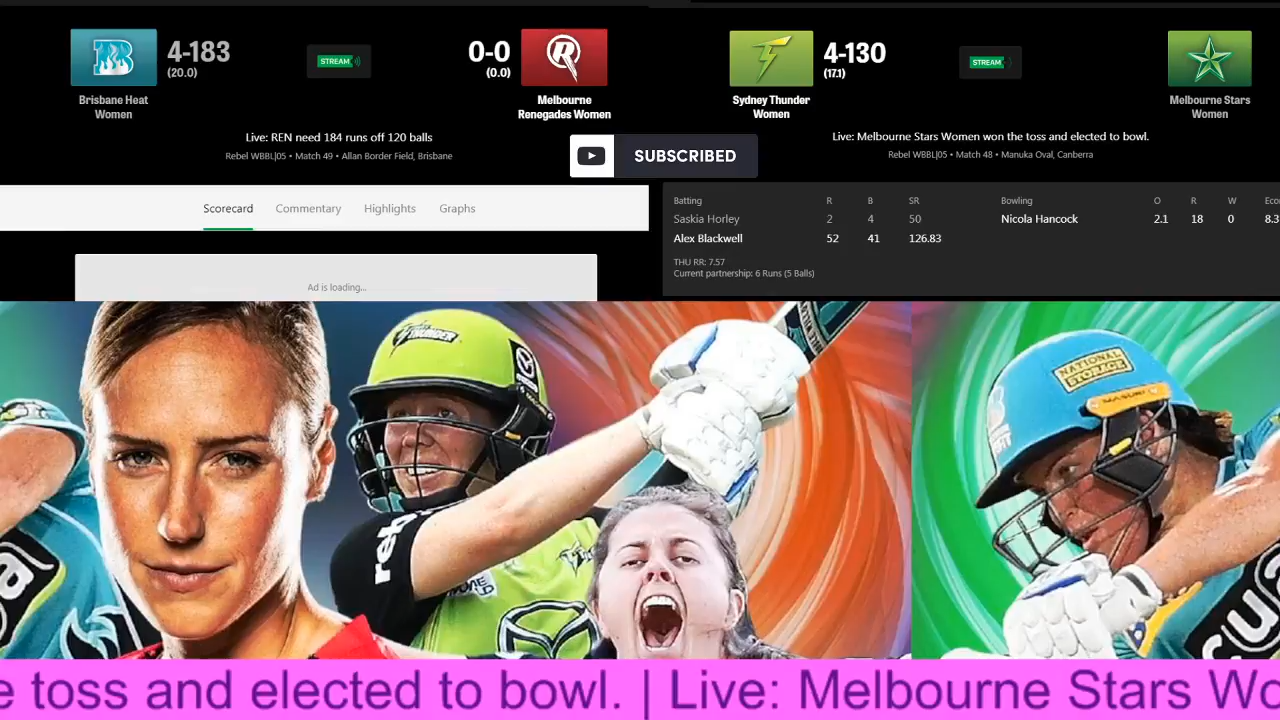 4-183
(20.0)
STREAM
0-0
(0.0)
Brisbane Heat
Women
Melbourne
Renegades Women
Live: REN need 184 runs off 120 balls
Rebel WBBL|05 • Match 49 • Allan Border Field, Brisbane
4-130
(17.1)
STREAM
Sydney Thunder
Women
Melbourne Stars
Women
Live: Melbourne Stars Women won the toss and elected to bowl.
Rebel WBBL|05 • Match 48 • Manuka Oval, Canberra
SUBSCRIBED
Scorecard Commentary Highlights Graphs
Ad is loading...
Batting R B SR Bowling O R W Eco
Saskia Horley 2 4 50 Nicola Hancock 2.1 18 0 8.3
Alex Blackwell 52 41 126.83
THU RR: 7.57
Current partnership: 6 Runs (5 Balls)
THUNDER
NATIONAL
STORAGE
MASURI
reb
WORLD
e toss and elected to bowl. | Live: Melbourne Stars Wo